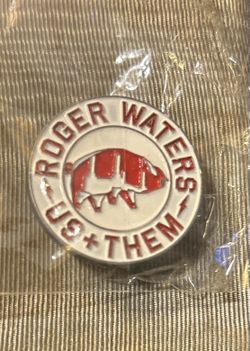 ROGER WATERS
US + THEM